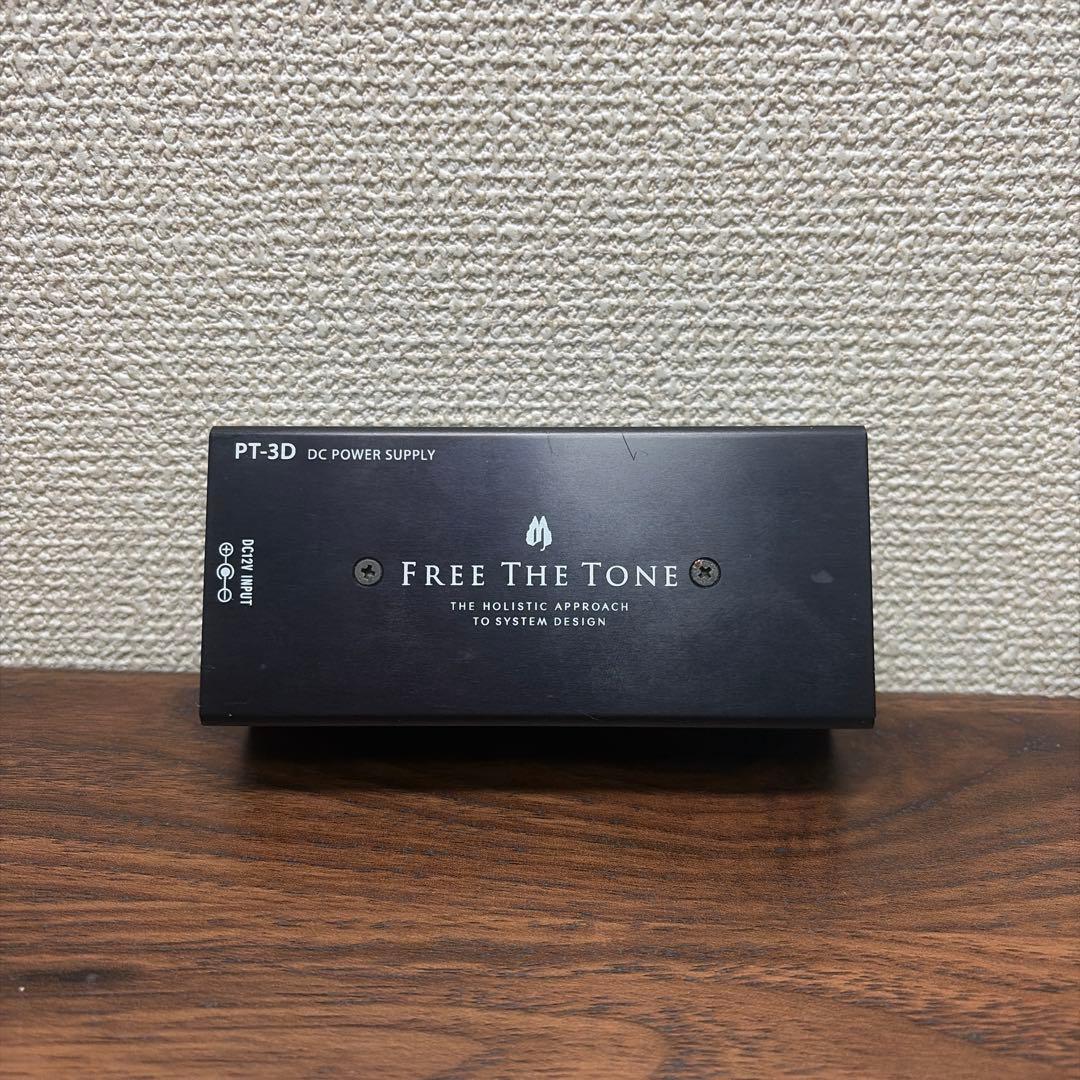 PT-3D DC POWER SUPPLY
DC12V INPUT
FREE THE TONE
THE HOLISTIC APPROACH
TO SYSTEM DESIGN